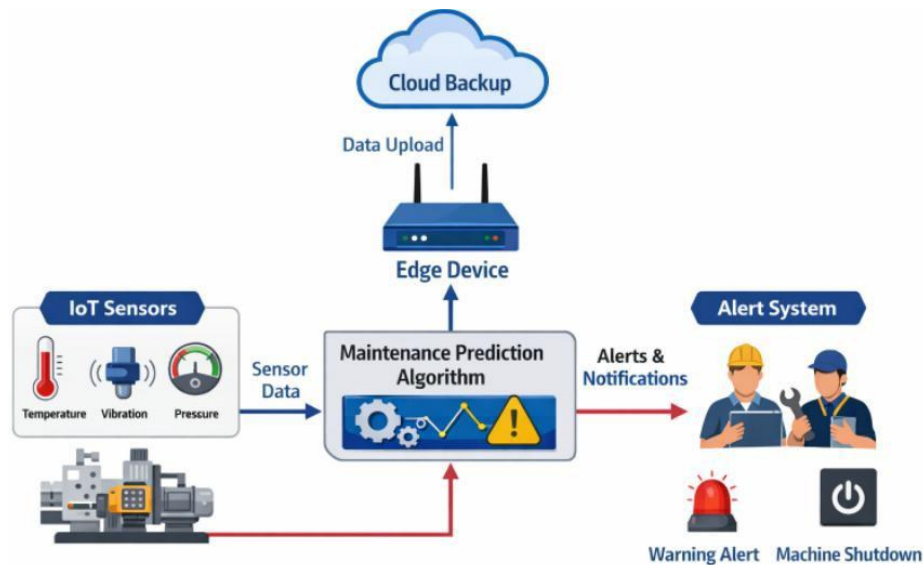 Cloud Backup
Data Upload
Edge Device
IoT Sensors
Temperature
Vibration
Pressure
Sensor
Data
Maintenance Prediction
Algorithm
Alerts &
Notifications
Alert System
Warning Alert
Machine Shutdown